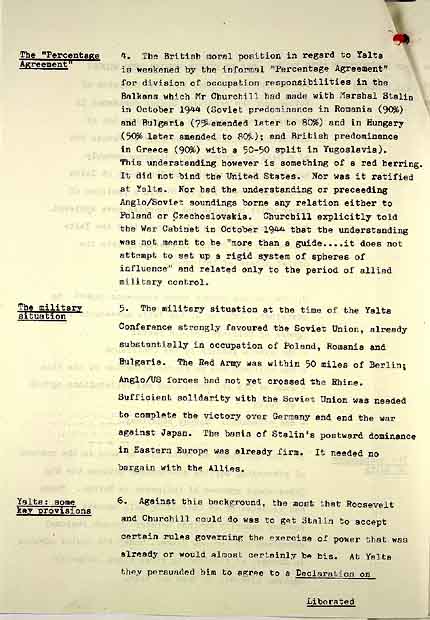 The "Percentage
Agreement"
4. The British moral position in regard to Yalta
is weakened by the informal "Percentage Agreement"
for division of occupation responsibilities in the
Balkans which Mr Churchill had made with Marshal Stalin
in October 1944 (Soviet predominance in Romania (90%)
and Bulgaria (75% amended later to 80%) and in Hungary
(50% later amended to 80%); and British predominance
in Greece (90%) with a 50-50 split in Yugoslavia).
This understanding however is something of a red herring.
It did not bind the United States. Nor was it ratified
at Yalta. Nor had the understanding or preceeding
Anglo/Soviet soundings borne any relation either to
Poland or Czechoslovakia. Churchill explicitly told
the War Cabinet in October 1944 that the understanding
was not meant to be "more than a guide....it does not
attempt to set up a rigid system of spheres of
influence" and related only to the period of allied
military control.
The military
situation
5. The military situation at the time of the Yalta
Conference strongly favoured the Soviet Union, already
substantially in occupation of Poland, Romania and
Bulgaria. The Red Army was within 50 miles of Berlin;
Anglo/US forces had not yet crossed the Rhine.
Sufficient solidarity with the Soviet Union was needed
to complete the victory over Germany and end the war
against Japan. The basis of Stalin's postward dominance
in Eastern Europe was already firm. It needed no
bargain with the Allies.
Yalta: some
key provisions
6. Against this background, the most that Roosevelt
and Churchill could do was to get Stalin to accept
certain rules governing the exercise of power that was
already or would almost certainly be his. At Yalta
they persuaded him to agree to a Declaration on
Liberated